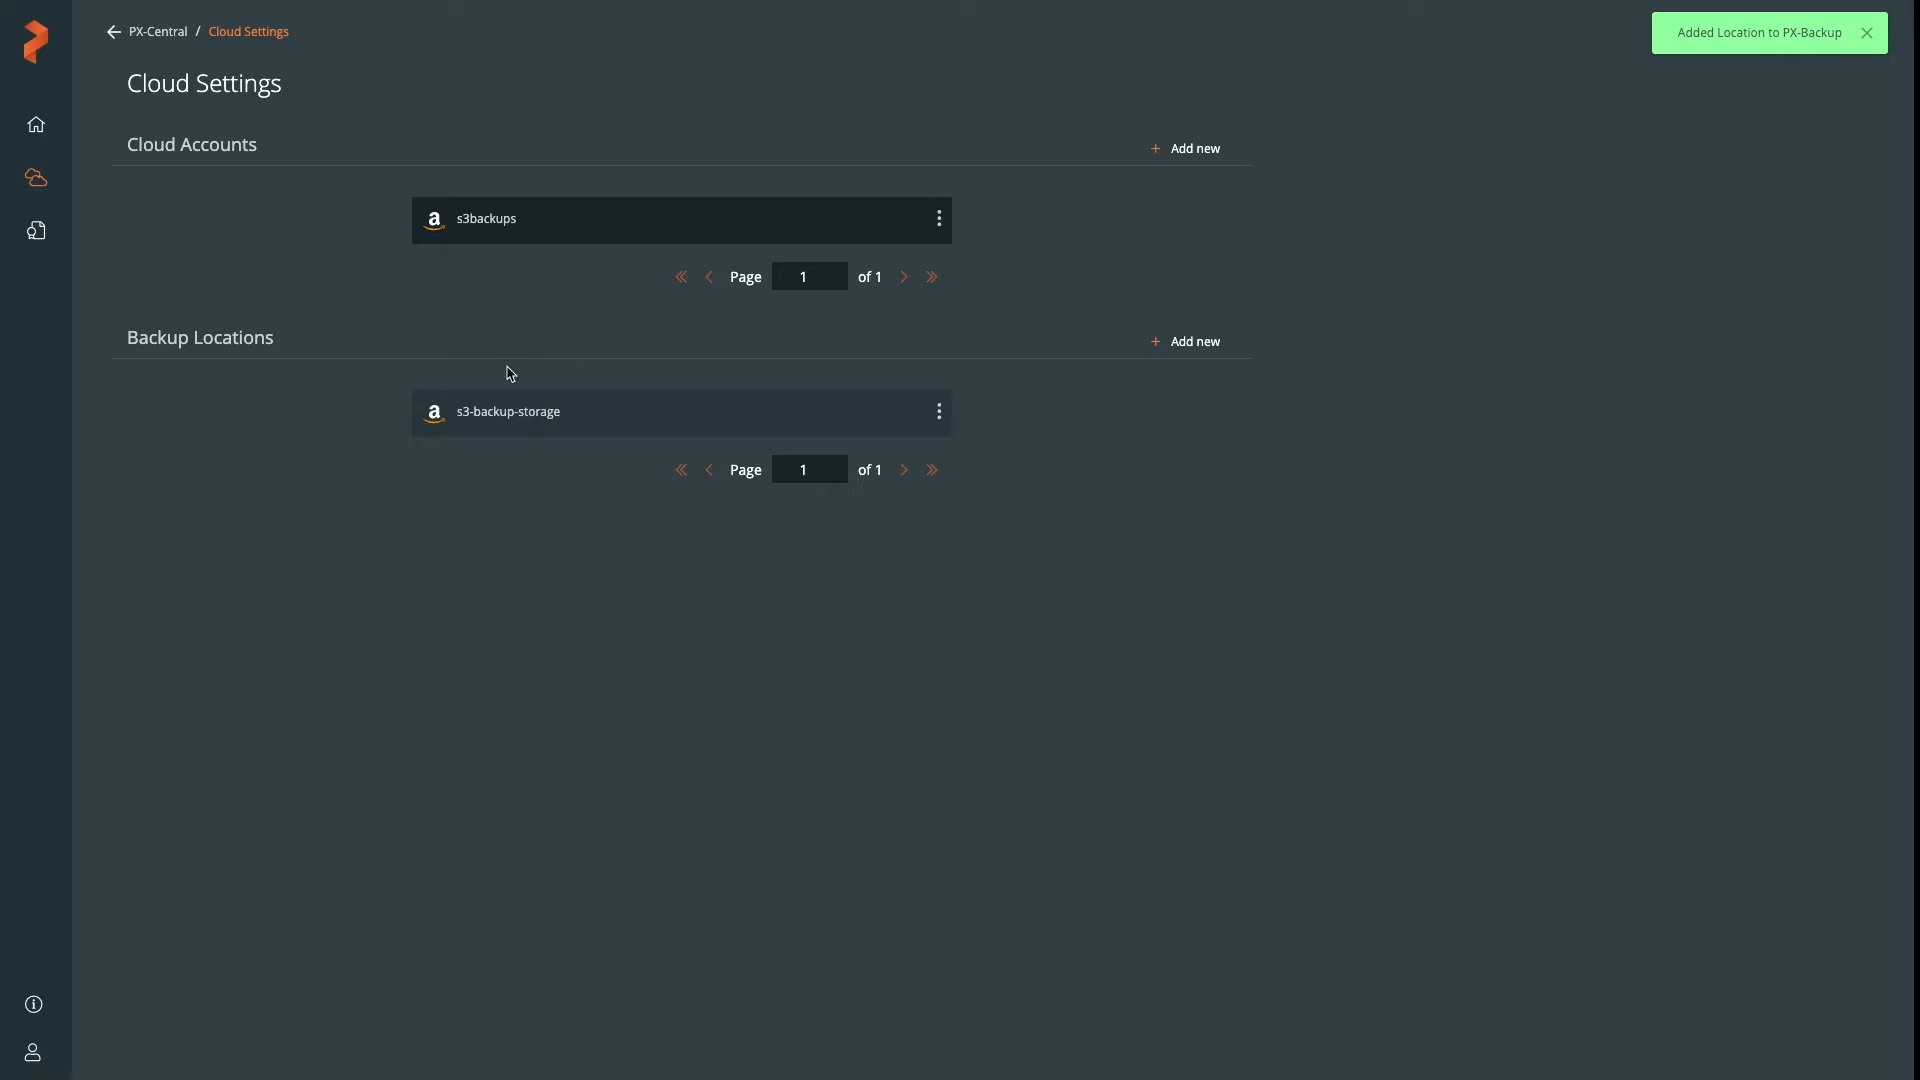 PX-Central / Cloud Settings
Added Location to PX-Backup
Cloud Settings
Cloud Accounts
+ Add new
s3backups
Page 1 of 1
Backup Locations
+ Add new
s3-backup-storage
Page 1 of 1